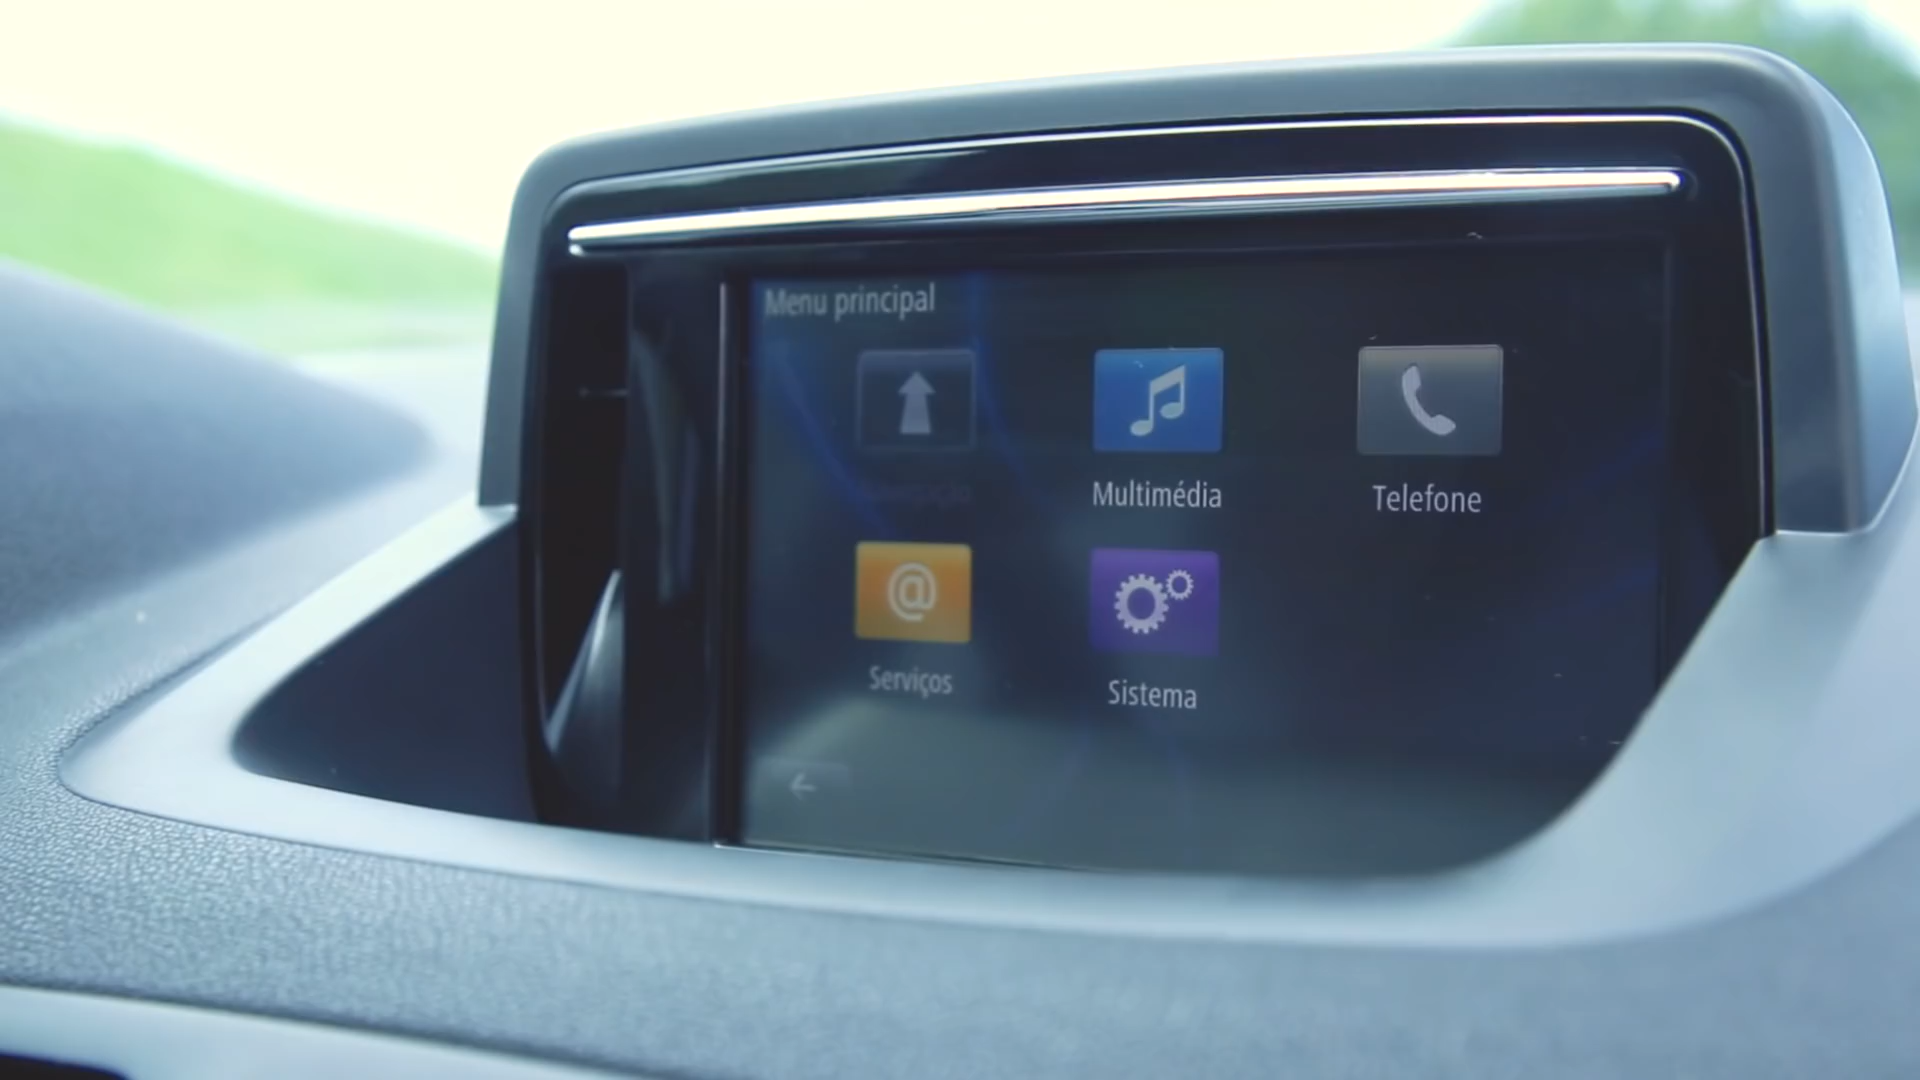 Menu principal
Multimédia
Telefone
Serviços
Sistema